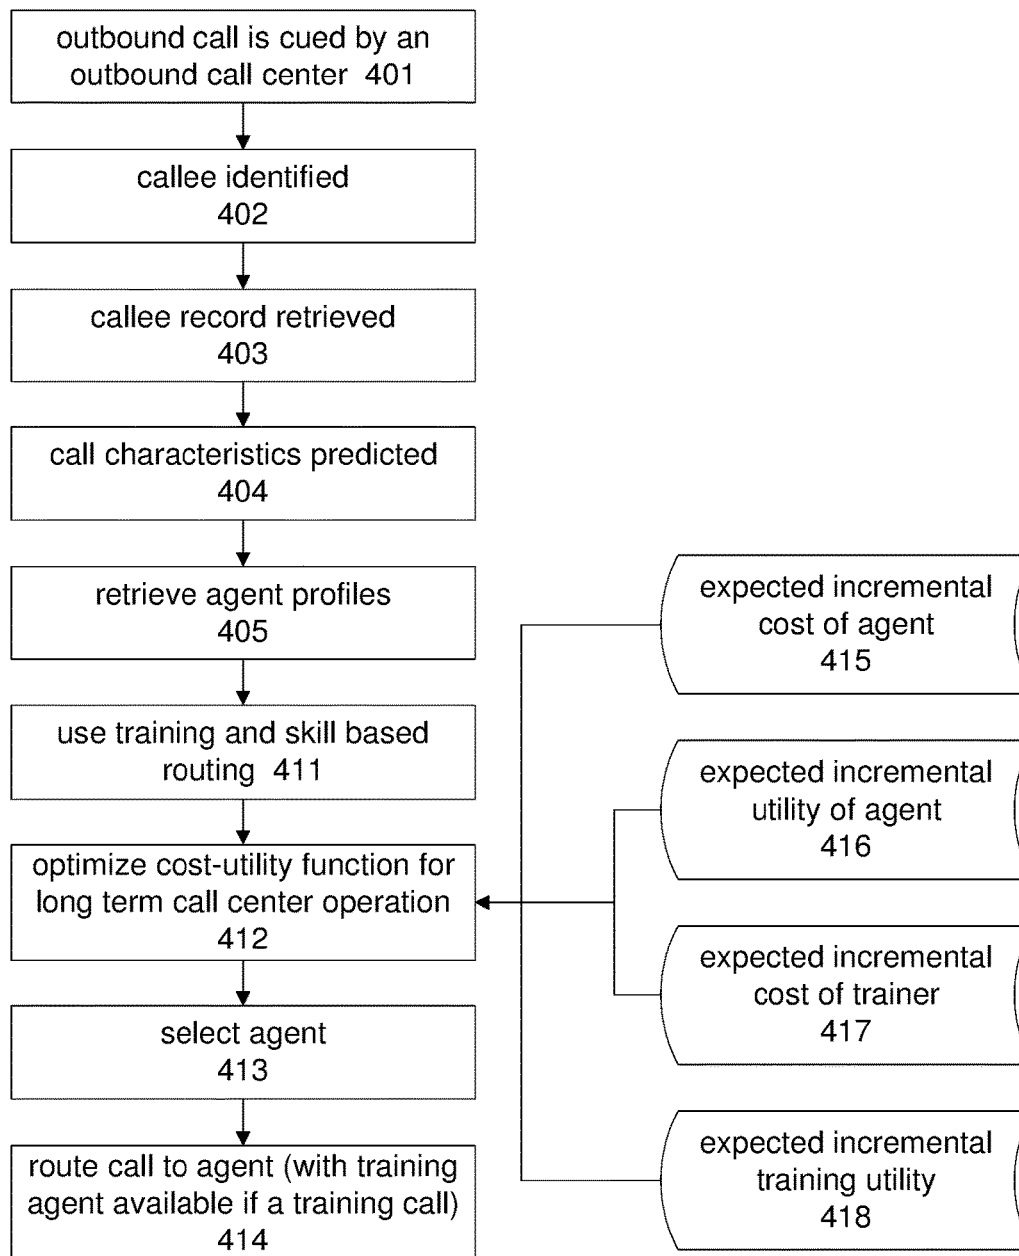 outbound call is cued by an
outbound call center 401
callee identified
402
callee record retrieved
403
call characteristics predicted
404
retrieve agent profiles
405
use training and skill based
routing 411
optimize cost-utility function for
long term call center operation
412
select agent
413
route call to agent (with training
agent available if a training call)
414
expected incremental
cost of agent
415
expected incremental
utility of agent
416
expected incremental
cost of trainer
417
expected incremental
training utility
418